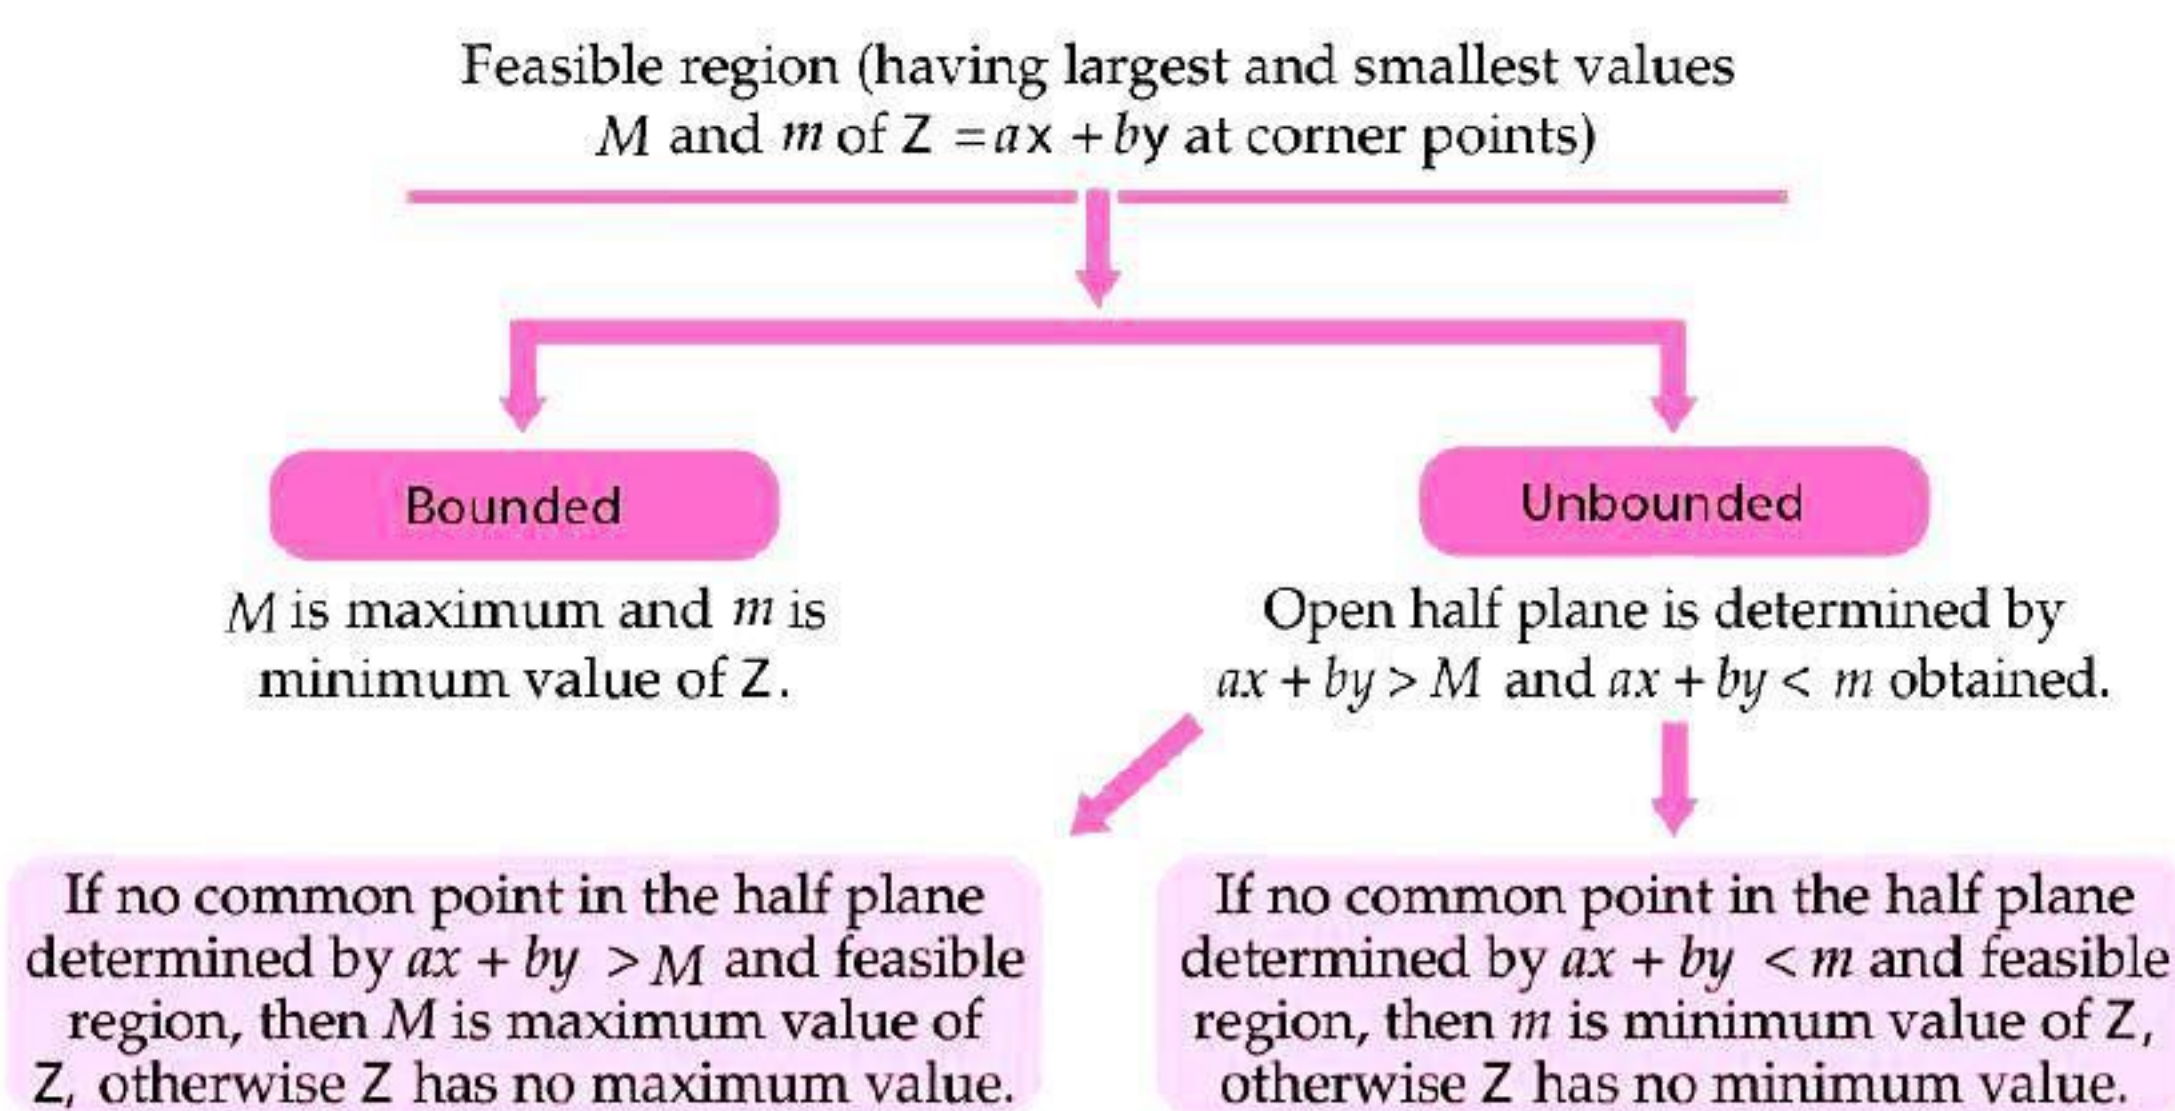 Feasible region (having largest and smallest values
M and m of Z = ax + by at corner points)
Bounded
M is maximum and m is
minimum value of Z.
Unbounded
Open half plane is determined by
ax + by > M and ax + by < m obtained.
If no common point in the half plane
determined by ax + by > M and feasible
region, then M is maximum value of
Z, otherwise Z has no maximum value.
If no common point in the half plane
determined by ax + by < m and feasible
region, then m is minimum value of Z,
otherwise Z has no minimum value.